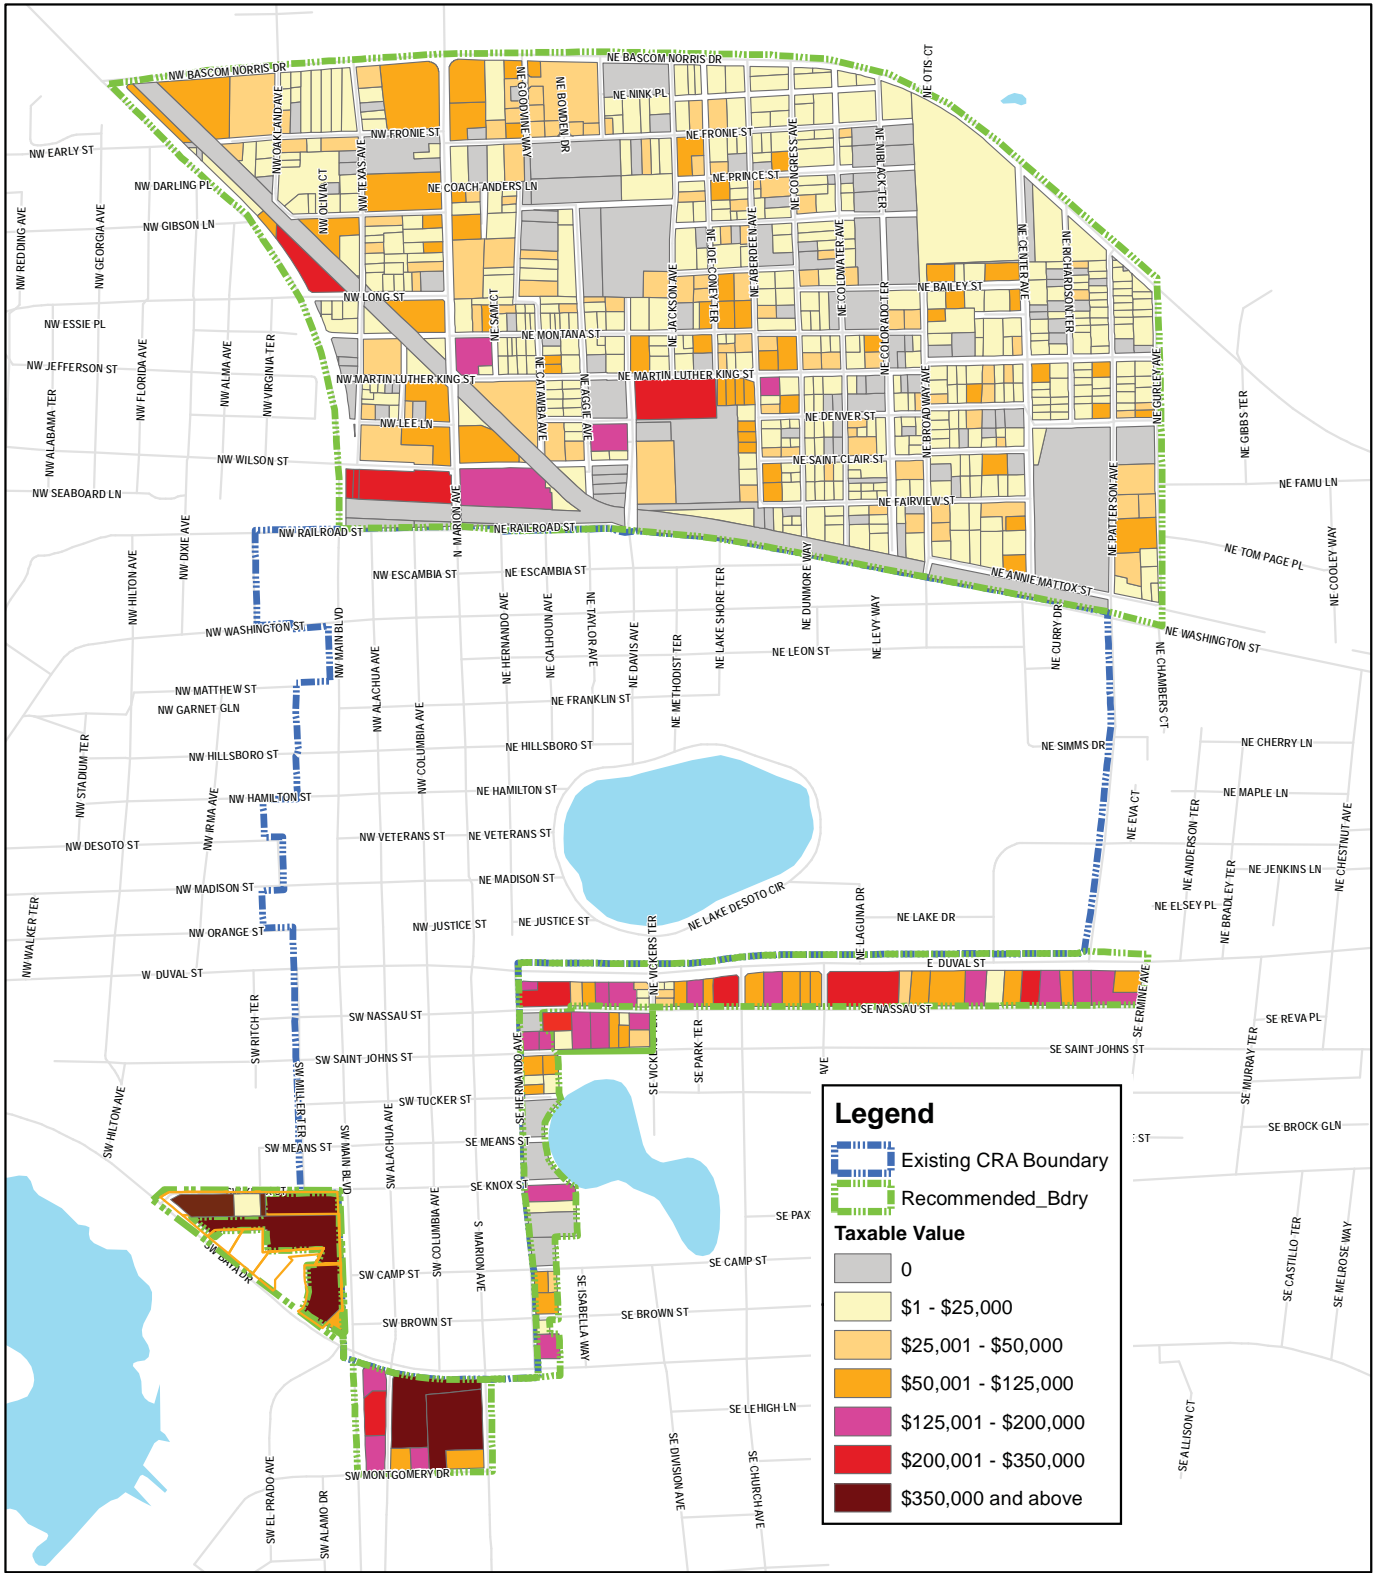 NW BASCOM NORRIS DR
NE BASCOM NORRIS DR
NE OTIS CT
NW OAKLAND AVE
NE GOODVINE WAY
NE BOWDEN DR
NE NINK PL
NW FRONIE ST
NE FRONIE ST
NE CONGRESS AVE
NE NIBLACK TER
NW EARLY ST
NW DARLING PL
NW OLIVIA CT
NW TEXAS AVE
NE COACH ANDERS LN
NE PRINCE ST
NW REDDING AVE
NW GEORGIA AVE
NW GIBSON LN
NE JOE CONEY TER
NE ABERDEEN AVE
NE COLDWATER AVE
NE CENTER AVE
NE RICHARDSON TER
NW LONG ST
NE SAM CT
NE JACKSON AVE
NE COLORADO TER
NE BAILEY ST
NW ESSIE PL
NE MONTANA ST
NW JEFFERSON ST
NW FLORIDA AVE
NW ALMA AVE
NW VIRGINIA TER
NW MARTIN LUTHER KING ST
NE MARTIN LUTHER KING ST
NE CATAWBA AVE
NE AGGIE AVE
NE BROADWAY AVE
NE GURLEY AVE
NE GIBBS TER
NW ALABAMA TER
NW LEE LN
NE DENVER ST
NW WILSON ST
NE SAINT CLAIR ST
NW SEABOARD LN
NE FAMU LN
N MARION AVE
NE FAIRVIEW ST
NE PATTERSON AVE
NW RAILROAD ST
NE RAILROAD ST
NW DIXIE AVE
NW HILTON AVE
NE TOM PAGE PL
NE COOLEY WAY
NW ESCAMBIA ST
NE ESCAMBIA ST
NE ANNIE MATTOX ST
NE DUNMORE WAY
NW WASHINGTON ST
NW MAIN BLVD
NE HERNANDO AVE
NE CALHOUN AVE
NE TAYLOR AVE
NE DAVIS AVE
NE LAKE SHORE TER
NE METHODIST TER
NE LEVY WAY
NE CURRY DR
NE WASHINGTON ST
NE LEON ST
NW ALACHUA AVE
NE CHAMBERS CT
NW MATTHEW ST
NW GARNET GLN
NE FRANKLIN ST
NW COLUMBIA AVE
NW STADIUM TER
NW HILLSBORO ST
NE HILLSBORO ST
NE SIMMS DR
NE CHERRY LN
NW HAMILTON ST
NE HAMILTON ST
NE MAPLE LN
NW IRMA AVE
NE EVA CT
NW DESOTO ST
NW VETERANS ST
NE VETERANS ST
NE ANDERSON TER
NE BRADLEY TER
NE CHESTNUT AVE
NE JENKINS LN
NW MADISON ST
NE MADISON ST
NE LAKE DESOTO CIR
NE ELSEY PL
NW WALKER TER
NW ORANGE ST
NW JUSTICE ST
NE JUSTICE ST
NE VICKERS TER
NE LAGUNA DR
NE LAKE DR
W DUVAL ST
E DUVAL ST
SE ERMINE AVE
SW RITCH TER
SW NASSAU ST
SE NASSAU ST
SE REVA PL
SW SAINT JOHNS ST
SE HERNANDO AVE
SE PARK TER
AVE
SE SAINT JOHNS ST
SE MURRAY TER
SW HILTON AVE
SW MILLER TER
SW TUCKER ST
SW ALACHUA AVE
SW MAIN BLVD
SW MEANS ST
SE MEANS ST
SE BROCK GLN
SE KNOX ST
SW COLUMBIA AVE
S MARION AVE
SE PAX
SW BAYA DR
SW CAMP ST
SE CAMP ST
SE ISABELLA WAY
SW BROWN ST
SE BROWN ST
SE CASTILLO TER
SE MELROSE WAY
SE LEHIGH LN
SE DIVISION AVE
SE CHURCH AVE
SE ALLISON CT
SW MONTGOMERY DR
SW EL PRADO AVE
SW ALAMO DR
Legend
Existing CRA Boundary
Recommended_Bdry
Taxable Value
0
$1 - $25,000
$25,001 - $50,000
$50,001 - $125,000
$125,001 - $200,000
$200,001 - $350,000
$350,000 and above